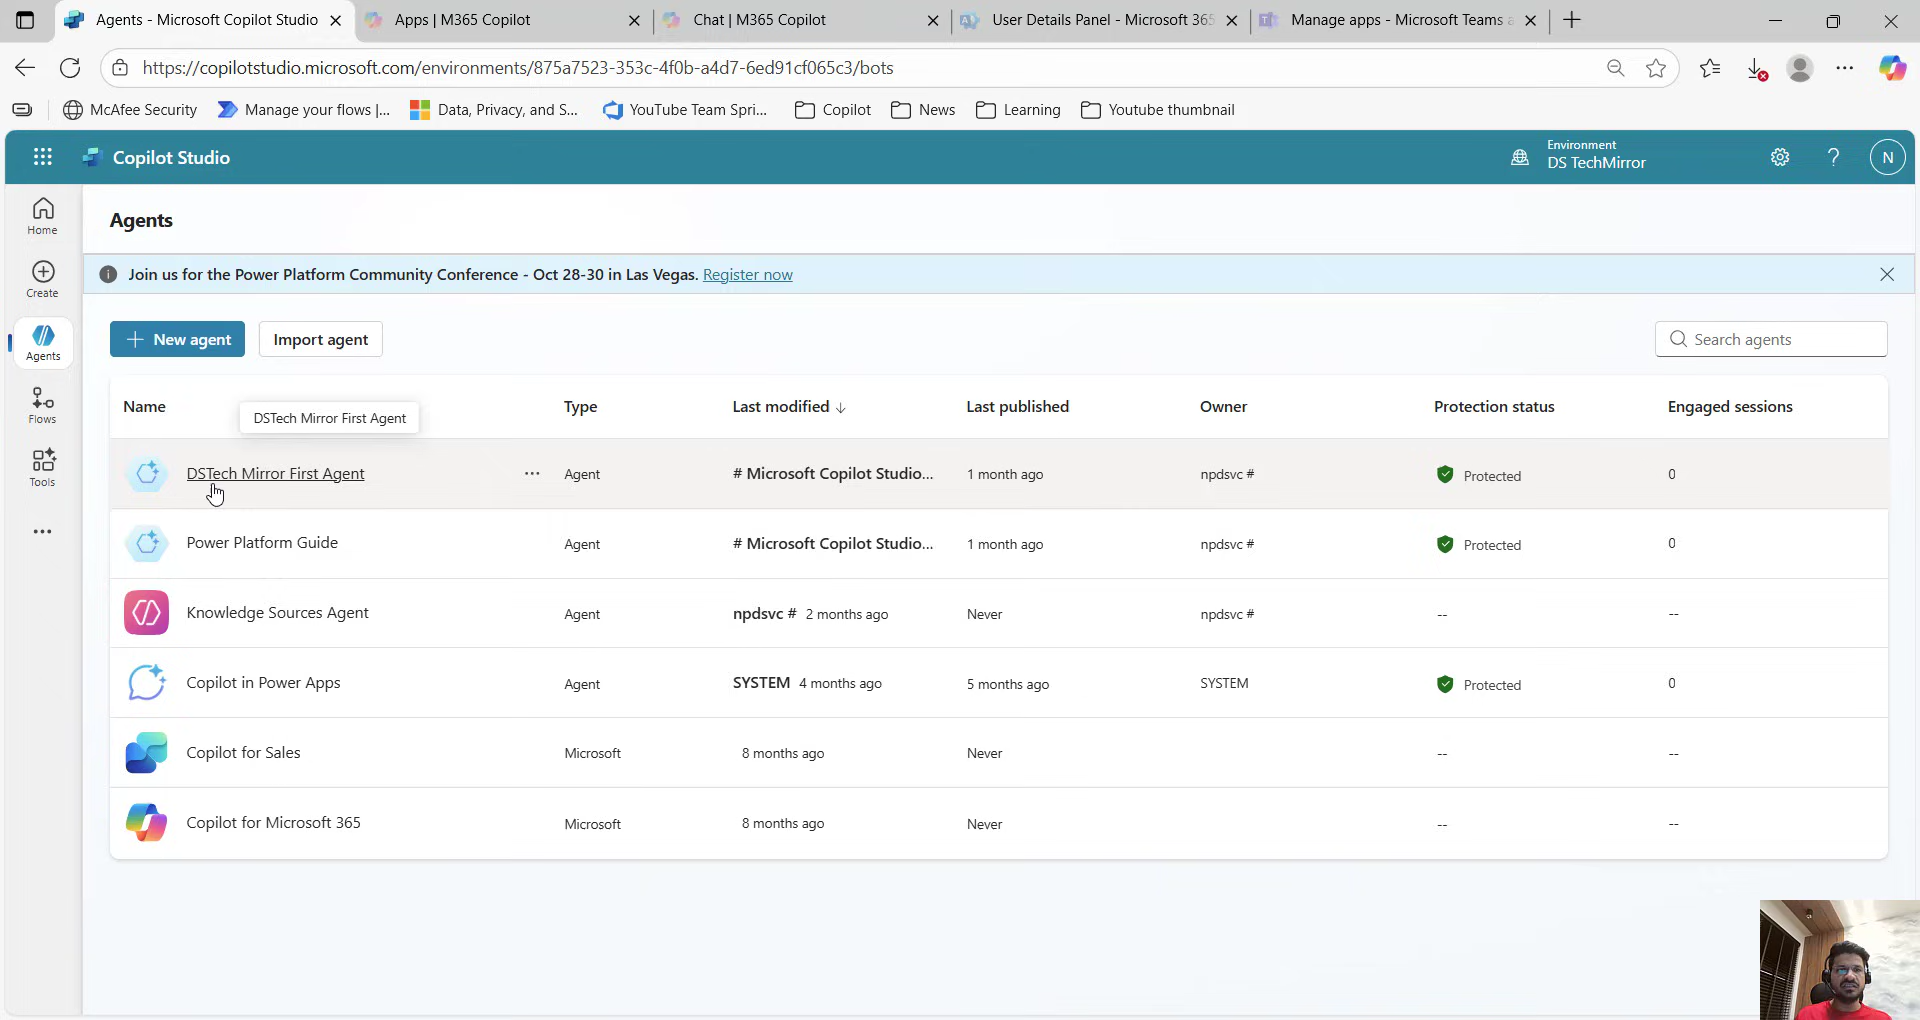 Agents - Microsoft Copilot Studio
Apps | M365 Copilot
Chat | M365 Copilot
User Details Panel - Microsoft 365
Manage apps - Microsoft Teams a
https://copilotstudio.microsoft.com/environments/875a7523-353c-4f0b-a4d7-6ed91cf065c3/bots
McAfee Security
Manage your flows |...
Data, Privacy, and S...
YouTube Team Spri...
Copilot
News
Learning
Youtube thumbnail
Copilot Studio
Environment
DS TechMirror
?
N
Home
Create
Agents
Flows
Tools
Agents
Join us for the Power Platform Community Conference - Oct 28-30 in Las Vegas. Register now
New agent
Import agent
Search agents
Name Type Last modified ↓ Last published Owner Protection status Engaged sessions
DSTech Mirror First Agent
DSTech Mirror First Agent ... Agent # Microsoft Copilot Studio... 1 month ago npdsvc # Protected 0
Power Platform Guide Agent # Microsoft Copilot Studio... 1 month ago npdsvc # Protected 0
Knowledge Sources Agent Agent npdsvc # 2 months ago Never npdsvc # -- --
Copilot in Power Apps Agent SYSTEM 4 months ago 5 months ago SYSTEM Protected 0
Copilot for Sales Microsoft 8 months ago Never -- --
Copilot for Microsoft 365 Microsoft 8 months ago Never -- --